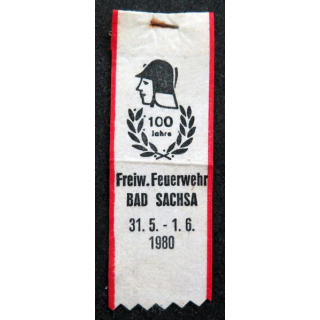 100
Jahre
Freiw. Feuerwehr
BAD SACHSA
31. 5. - 1. 6.
1980